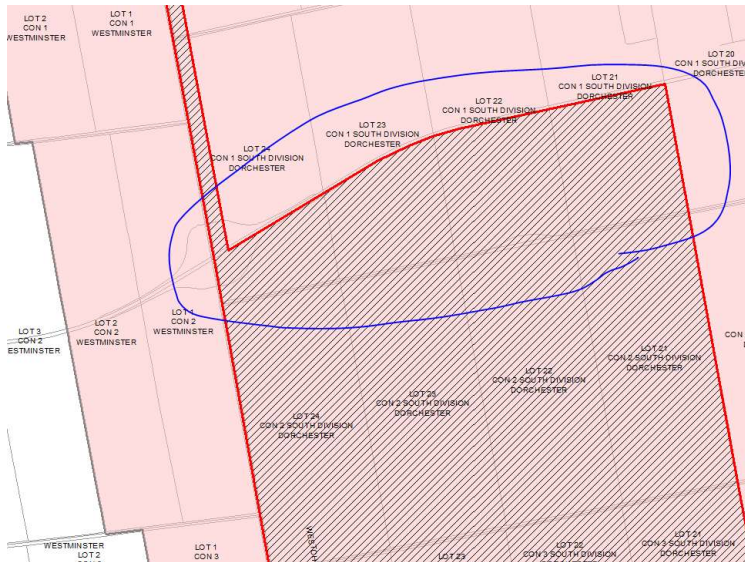 LOT 2
CON 1
WESTMINSTER
LOT 1
CON 1
WESTMINSTER
LOT 20
CON 1 SOUTH DIVI
DORCHESTER
LOT 21
CON 1 SOUTH DIVISION
DORCHESTER
LOT 22
CON 1 SOUTH DIVISION
DORCHESTER
LOT 23
CON 1 SOUTH DIVISION
DORCHESTER
LOT 24
CON 1 SOUTH DIVISION
DORCHESTER
LOT 1
CON 2
WESTMINSTER
LOT 2
CON 2
WESTMINSTER
LOT 3
CON 2
ESTMINSTER
CON
LOT 21
CON 2 SOUTH DIVISION
DORCHESTER
LOT 22
CON 2 SOUTH DIVISION
DORCHESTER
LOT 23
CON 2 SOUTH DIVISION
DORCHESTER
LOT 24
CON 2 SOUTH DIVISION
DORCHESTER
WESTMINSTER
LOT 2
LOT 1
CON 3
WESTCH
LOT 23
LOT 22
CON 3 SOUTH DIVISION
LOT 21
CON 3 SOUTH DIVISION
DORCHESTER